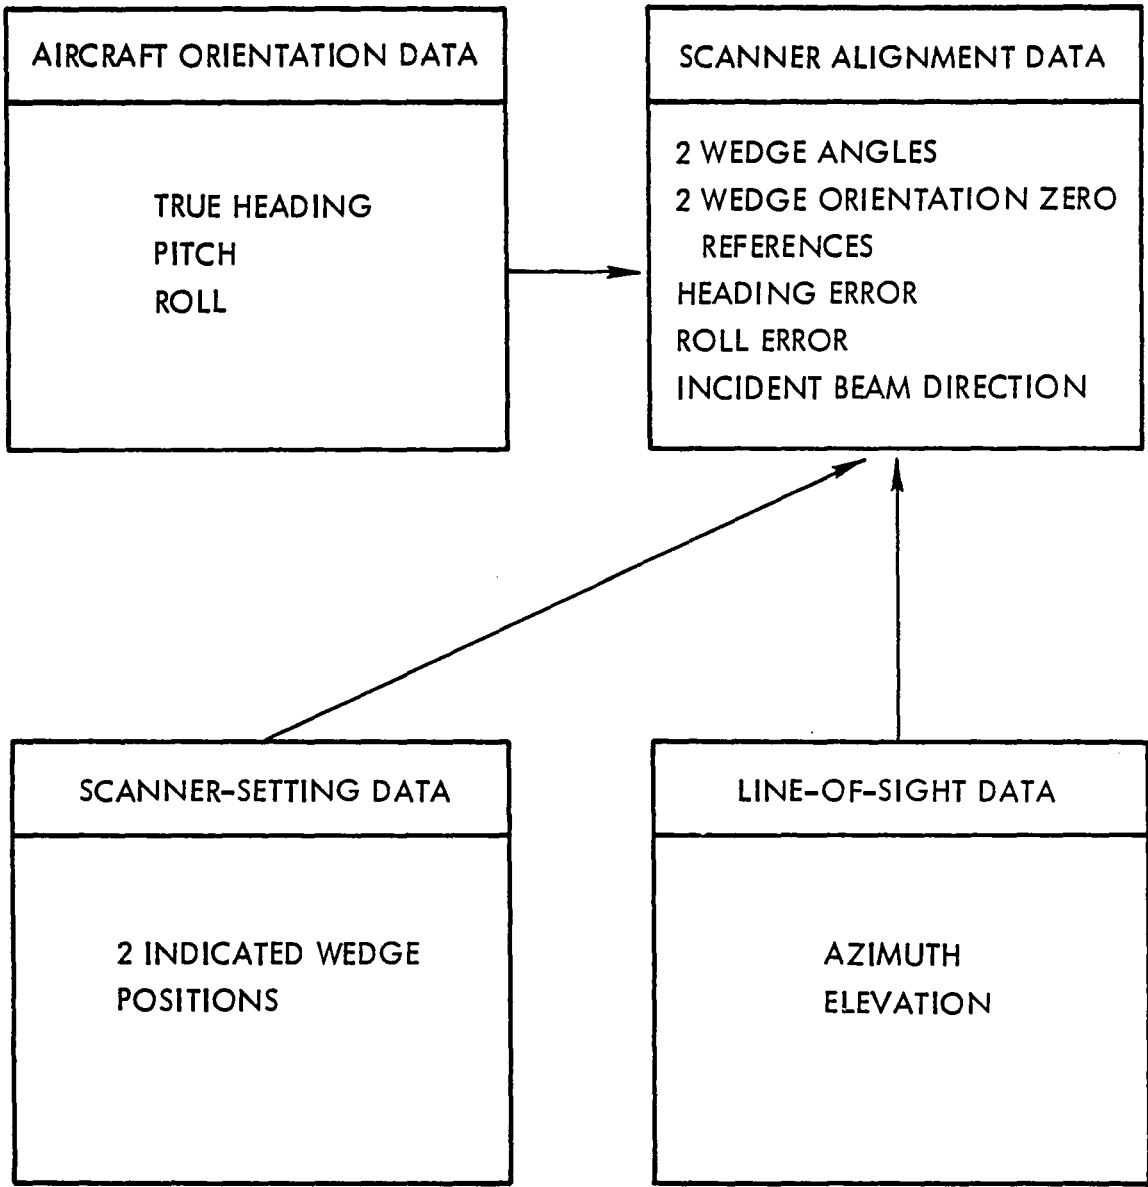 AIRCRAFT ORIENTATION DATA
TRUE HEADING
PITCH
ROLL
SCANNER ALIGNMENT DATA
2 WEDGE ANGLES
2 WEDGE ORIENTATION ZERO
REFERENCES
HEADING ERROR
ROLL ERROR
INCIDENT BEAM DIRECTION
SCANNER-SETTING DATA
2 INDICATED WEDGE
POSITIONS
LINE-OF-SIGHT DATA
AZIMUTH
ELEVATION